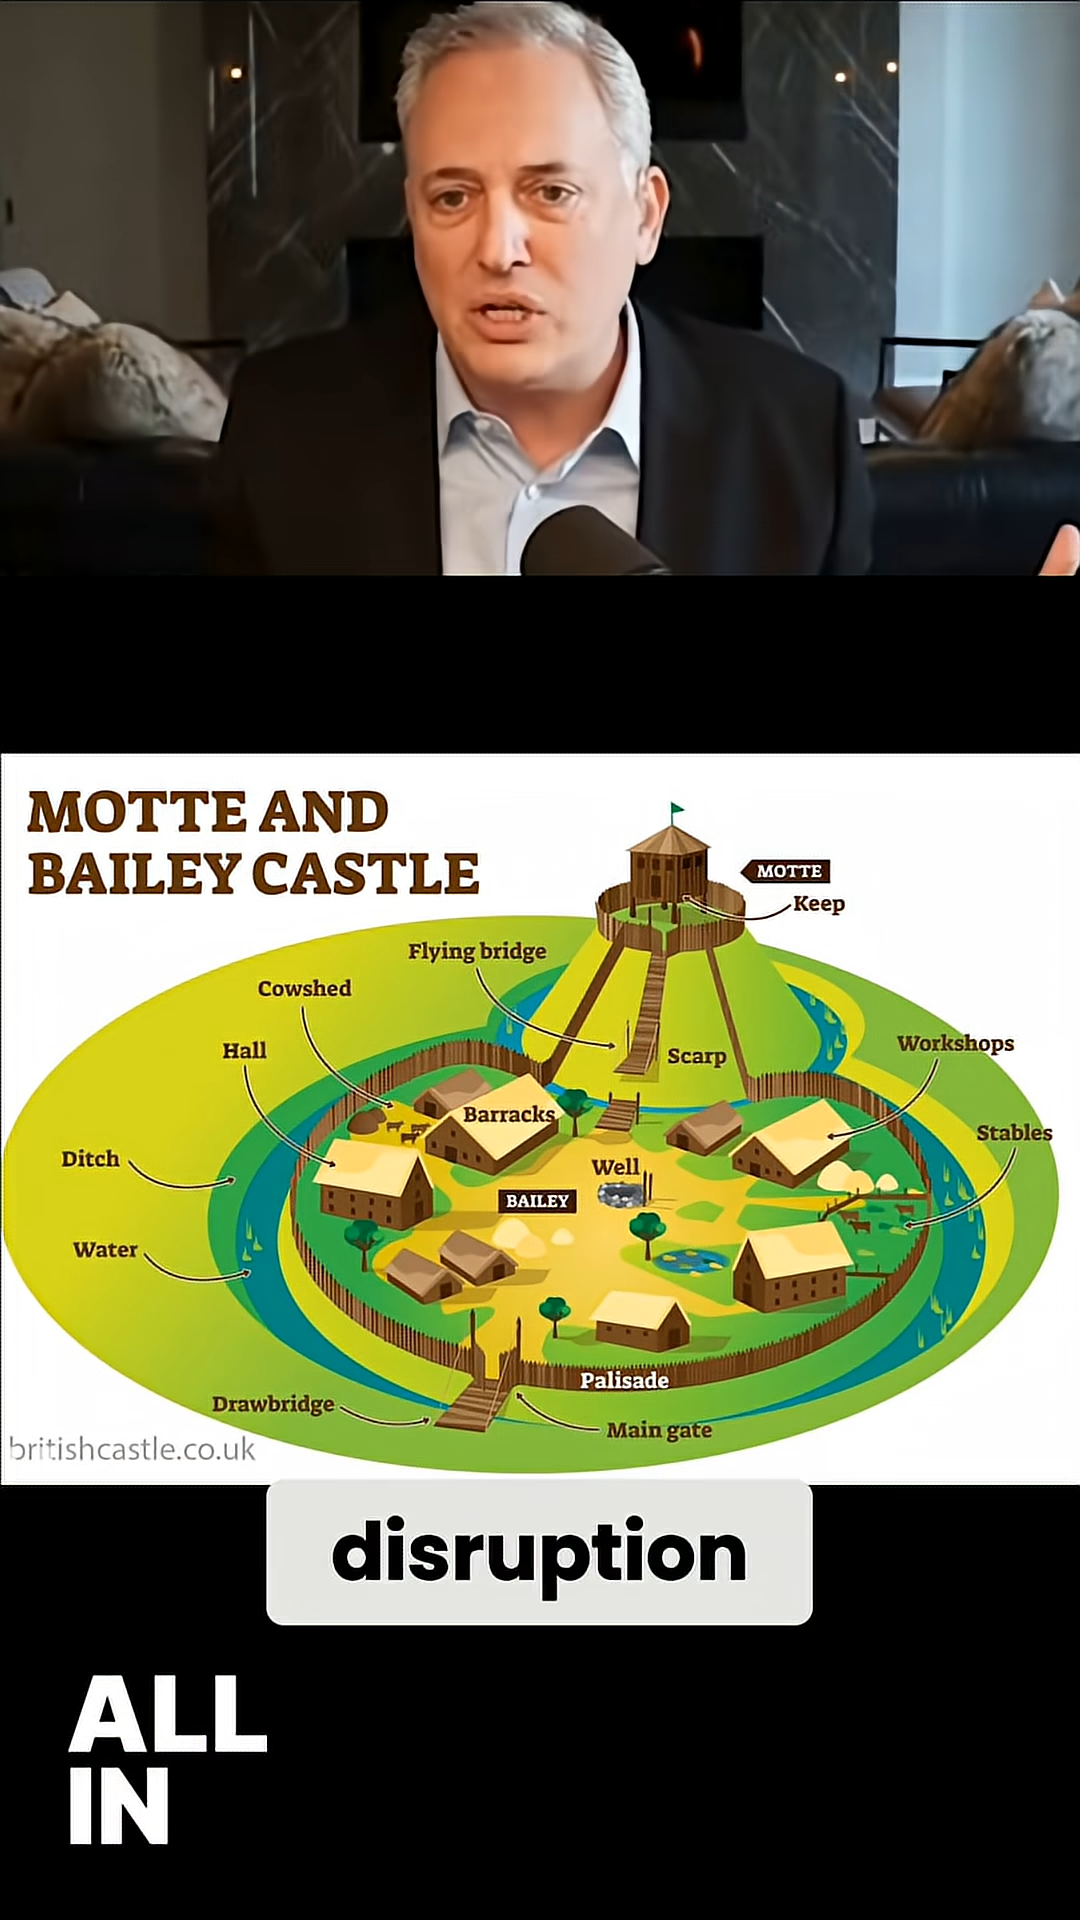 MOTTE AND
BAILEY CASTLE
MOTTE
Keep
Flying bridge
Cowshed
Hall
Workshops
Scarp
Barracks
Stables
Ditch
Well
BAILEY
Water
Palisade
Drawbridge
Main gate
britishcastle.co.uk
disruption
ALL
IN